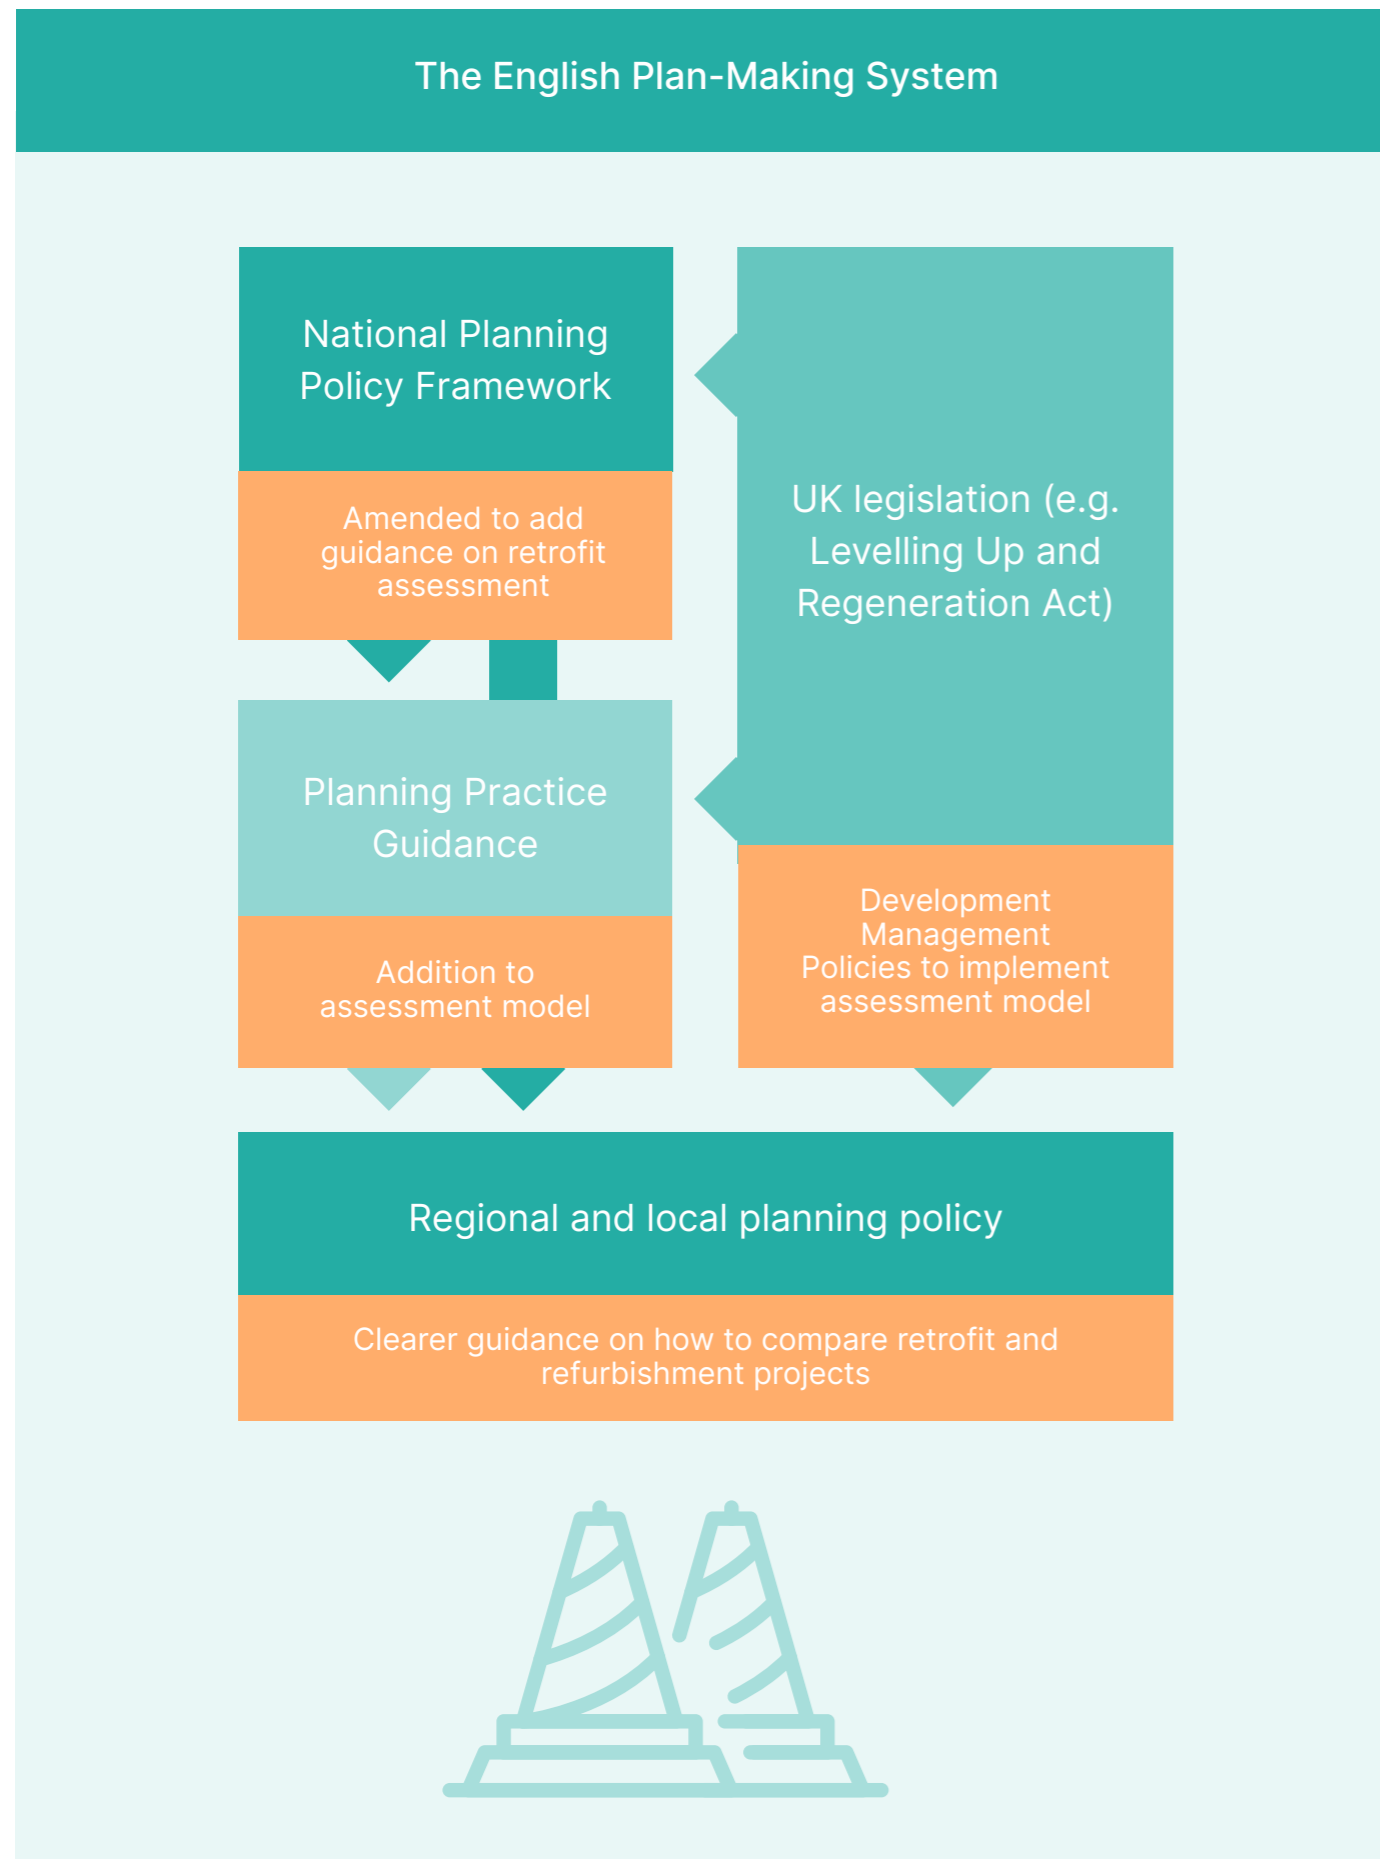 The English Plan-Making System
National Planning
Policy Framework
Amended to add
guidance on retrofit
assessment
UK legislation (e.g.
Levelling Up and
Regeneration Act)
Planning Practice
Guidance
Addition to
assessment model
Development
Management
Policies to implement
assessment model
Regional and local planning policy
Clearer guidance on how to compare retrofit and
refurbishment projects